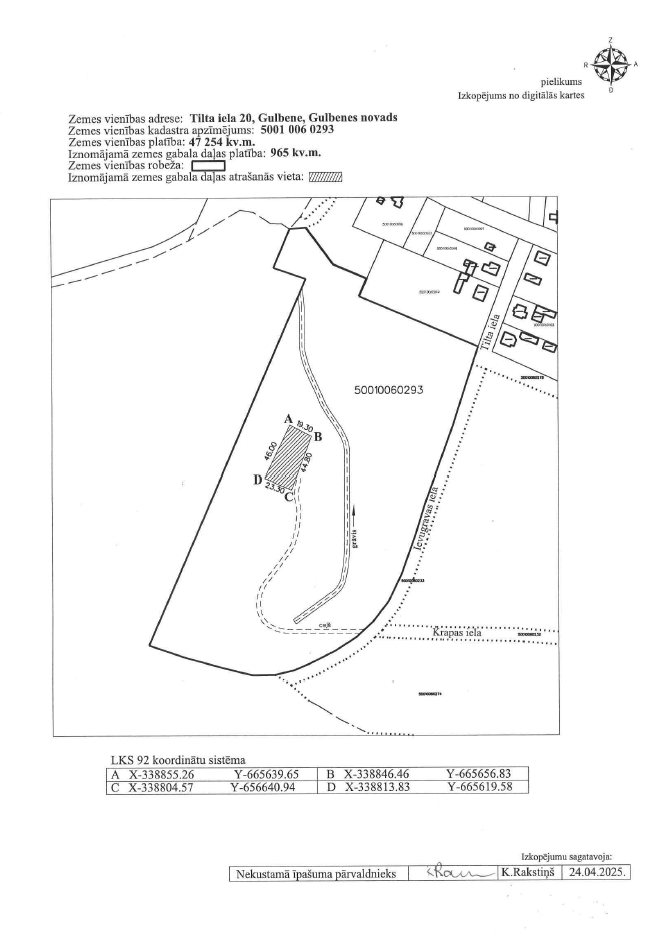 Z
R A
D
pielikums
Izkopējums no digitālās kartes
Zemes vienības adrese: Tilta iela 20, Gulbene, Gulbenes novads
Zemes vienības kadastra apzīmējums: 5001 006 0293
Zemes vienības platība: 47 254 kv.m.
Iznomājamā zemes gabala daļas platība: 965 kv.m.
Zemes vienības robeža:
Iznomājamā zemes gabala daļas atrašanās vieta:
Tilta iela
50010060293
A 19.30 B
46.00 44.80
D 23.30 C
Ievugravas iela
grāvis
ceļš
Krapas iela
LKS 92 koordinātu sistēma
A X-338855.26 Y-665639.65 B X-338846.46 Y-665656.83
C X-338804.57 Y-656640.94 D X-338813.83 Y-665619.58
Izkopējumu sagatavoja:
Nekustamā īpašuma pārvaldnieks K.Rakstiņš 24.04.2025.